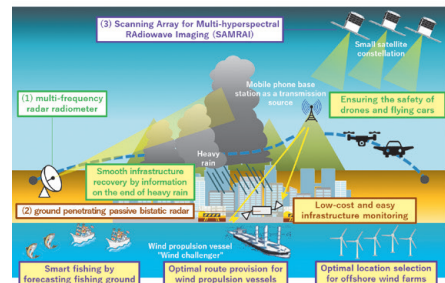 (3) Scanning Array for Multi-hyperspectral
RAdiowave Imaging (SAMRAI)
Small satellite
constellation
Mobile phone base
station as a transmission
source
(1) multi-frequency
radar radiometer
Ensuring the safety of
drones and flying cars
Heavy
rain
Smooth infrastructure
recovery by information
on the end of heavy rain
Low-cost and easy
infrastructure monitoring
(2) ground penetrating passive bistatic radar
Wind propulsion vessel
"Wind challenger"
Smart fishing by
forecasting fishing ground
Optimal route provision for
wind propulsion vessels
Optimal location selection
for offshore wind farms